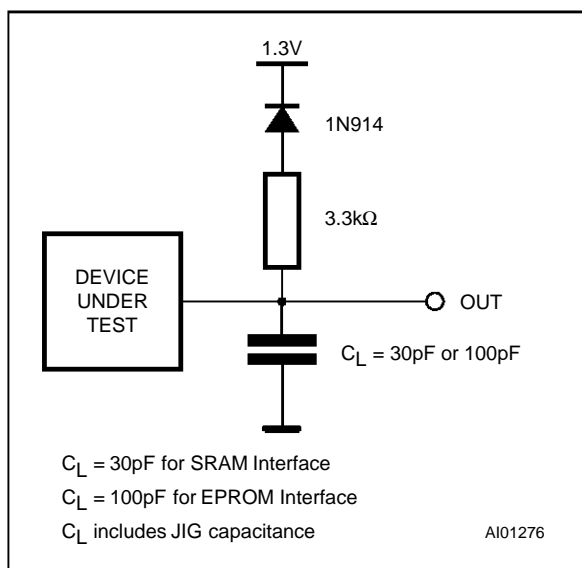 1.3V
1N914
3.3kΩ
DEVICE
UNDER
TEST
OUT
CL = 30pF or 100pF
CL = 30pF for SRAM Interface
CL = 100pF for EPROM Interface
CL includes JIG capacitance
AI01276